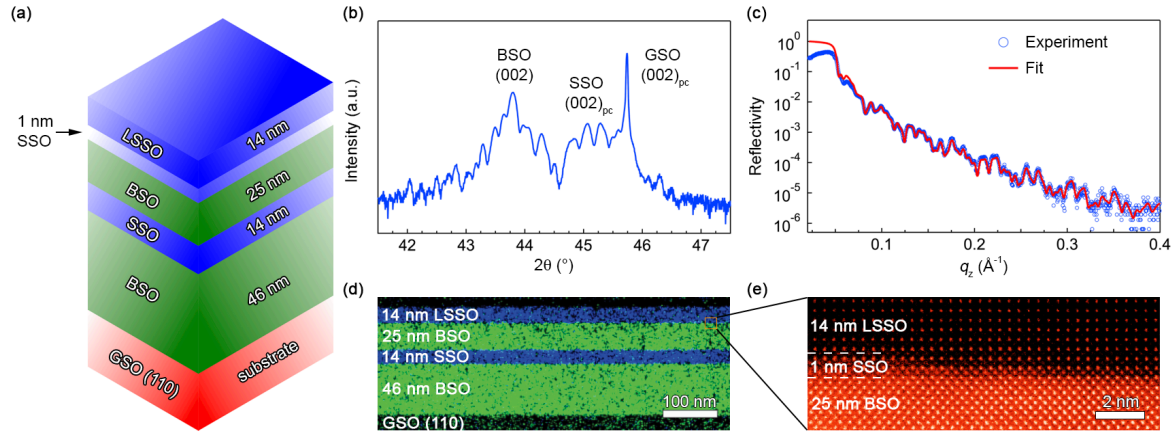 (a)
1 nm
SSO
LSSO
14 nm
BSO
25 nm
SSO
14 nm
BSO
46 nm
GSO (110)
substrate
(b)
Intensity (a.u.)
BSO
(002)
SSO
(002)pc
GSO
(002)pc
42
43
44
45
46
47
2θ (°)
(c)
Reflectivity
10^0
10^-1
10^-2
10^-3
10^-4
10^-5
10^-6
Experiment
Fit
0.1
0.2
0.3
0.4
qz (Å^-1)
(d)
14 nm LSSO
25 nm BSO
14 nm SSO
46 nm BSO
GSO (110)
100 nm
(e)
14 nm LSSO
1 nm SSO
25 nm BSO
2 nm